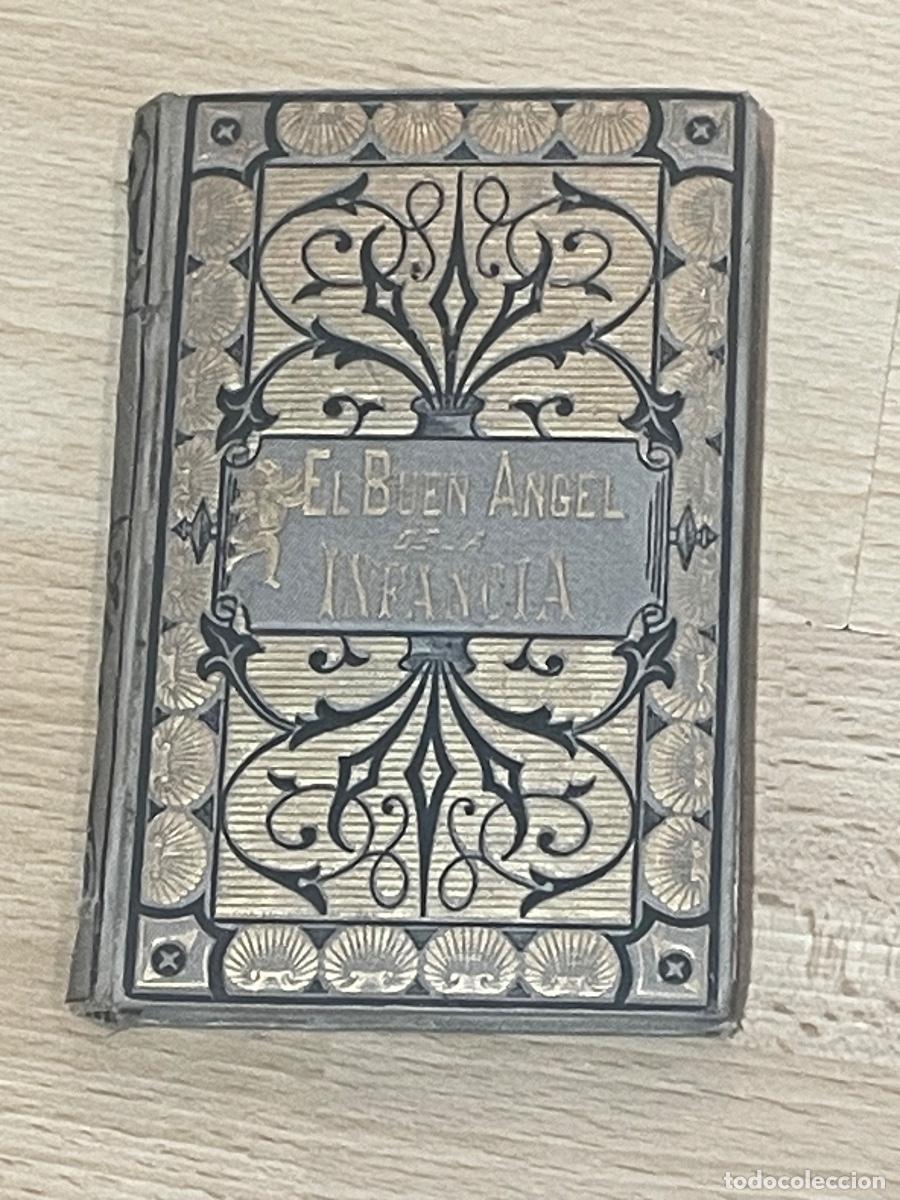 EL BUEN ANGEL
DE LA
INFANCIA
todocoleccion